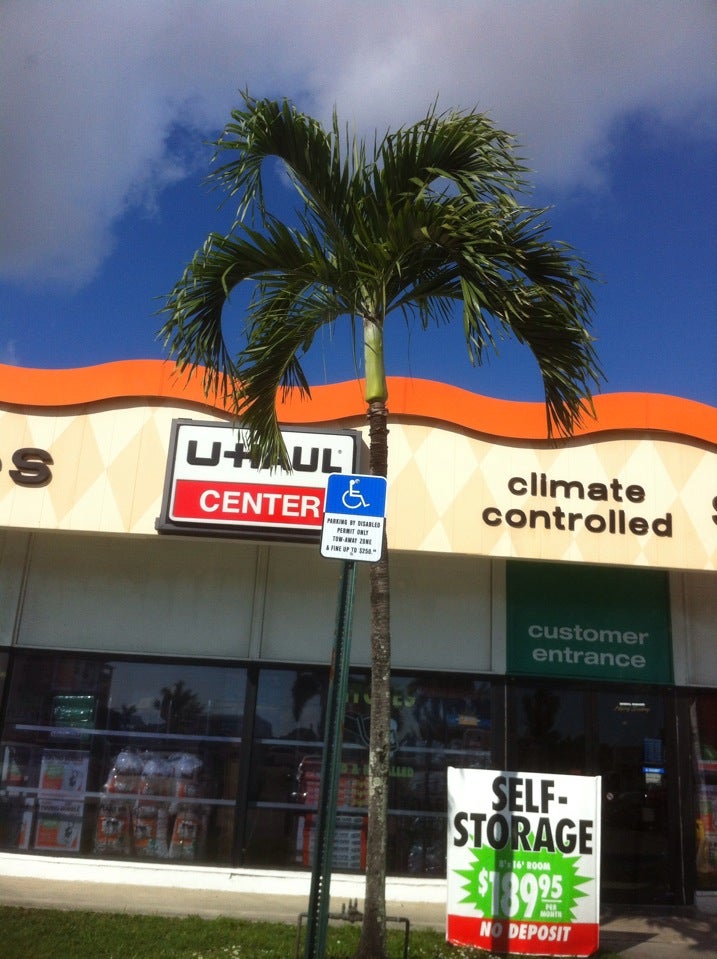 U-HAUL
CENTER
climate
controlled
PARKING BY DISABLED
PERMIT ONLY
TOW-AWAY ZONE
& FINE UP TO $250.00
customer
entrance
SELF-
STORAGE
$189.95
PER
MONTH
NO DEPOSIT